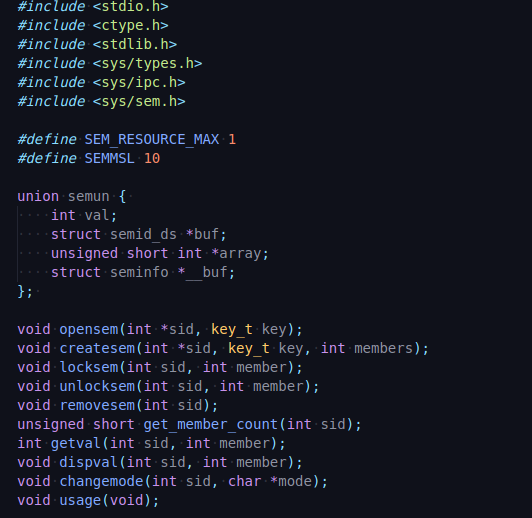 #include <stdio.h>
#include <ctype.h>
#include <stdlib.h>
#include <sys/types.h>
#include <sys/ipc.h>
#include <sys/sem.h>

#define SEM_RESOURCE_MAX 1
#define SEMMSL 10

union semun {
    int val;
    struct semid_ds *buf;
    unsigned short int *array;
    struct seminfo *__buf;
};

void opensem(int *sid, key_t key);
void createsem(int *sid, key_t key, int members);
void locksem(int sid, int member);
void unlocksem(int sid, int member);
void removesem(int sid);
unsigned short get_member_count(int sid);
int getval(int sid, int member);
void dispval(int sid, int member);
void changemode(int sid, char *mode);
void usage(void);